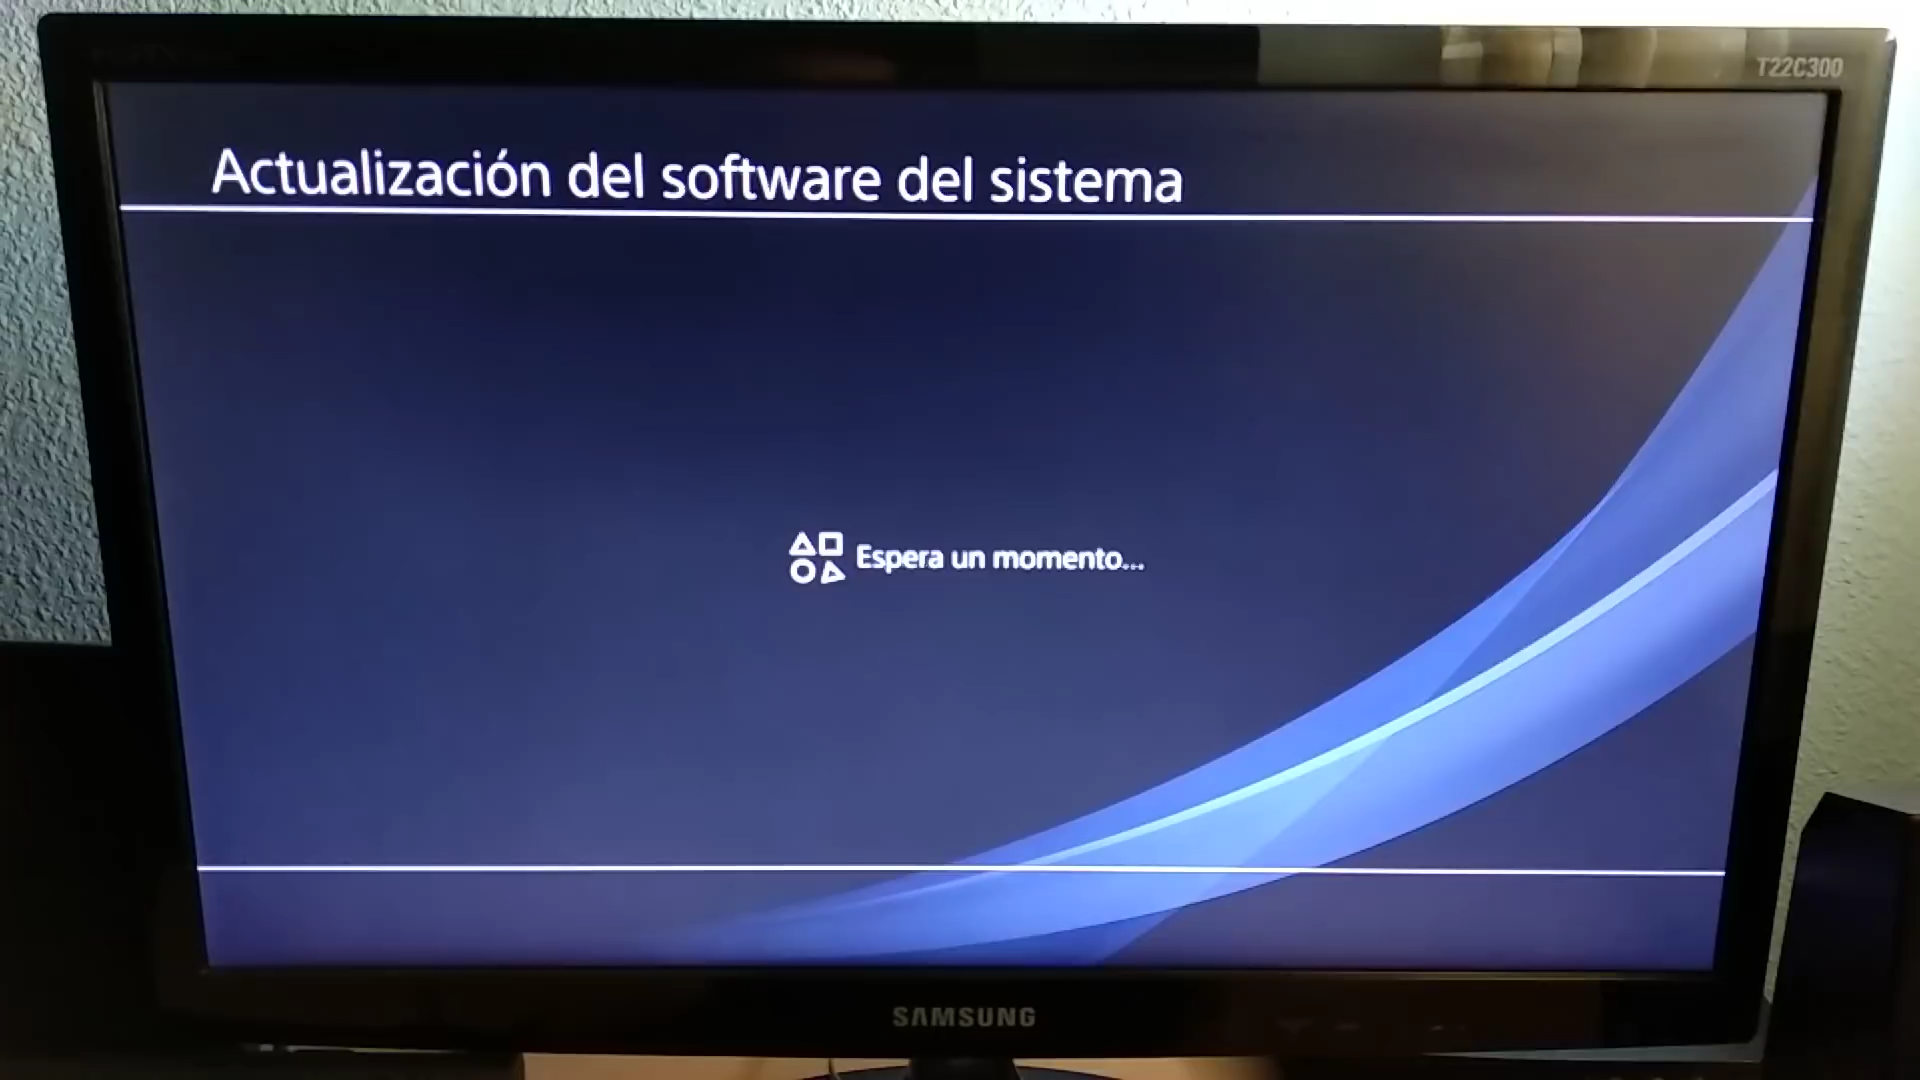 T22C300
Actualización del software del sistema
Espera un momento...
SAMSUNG